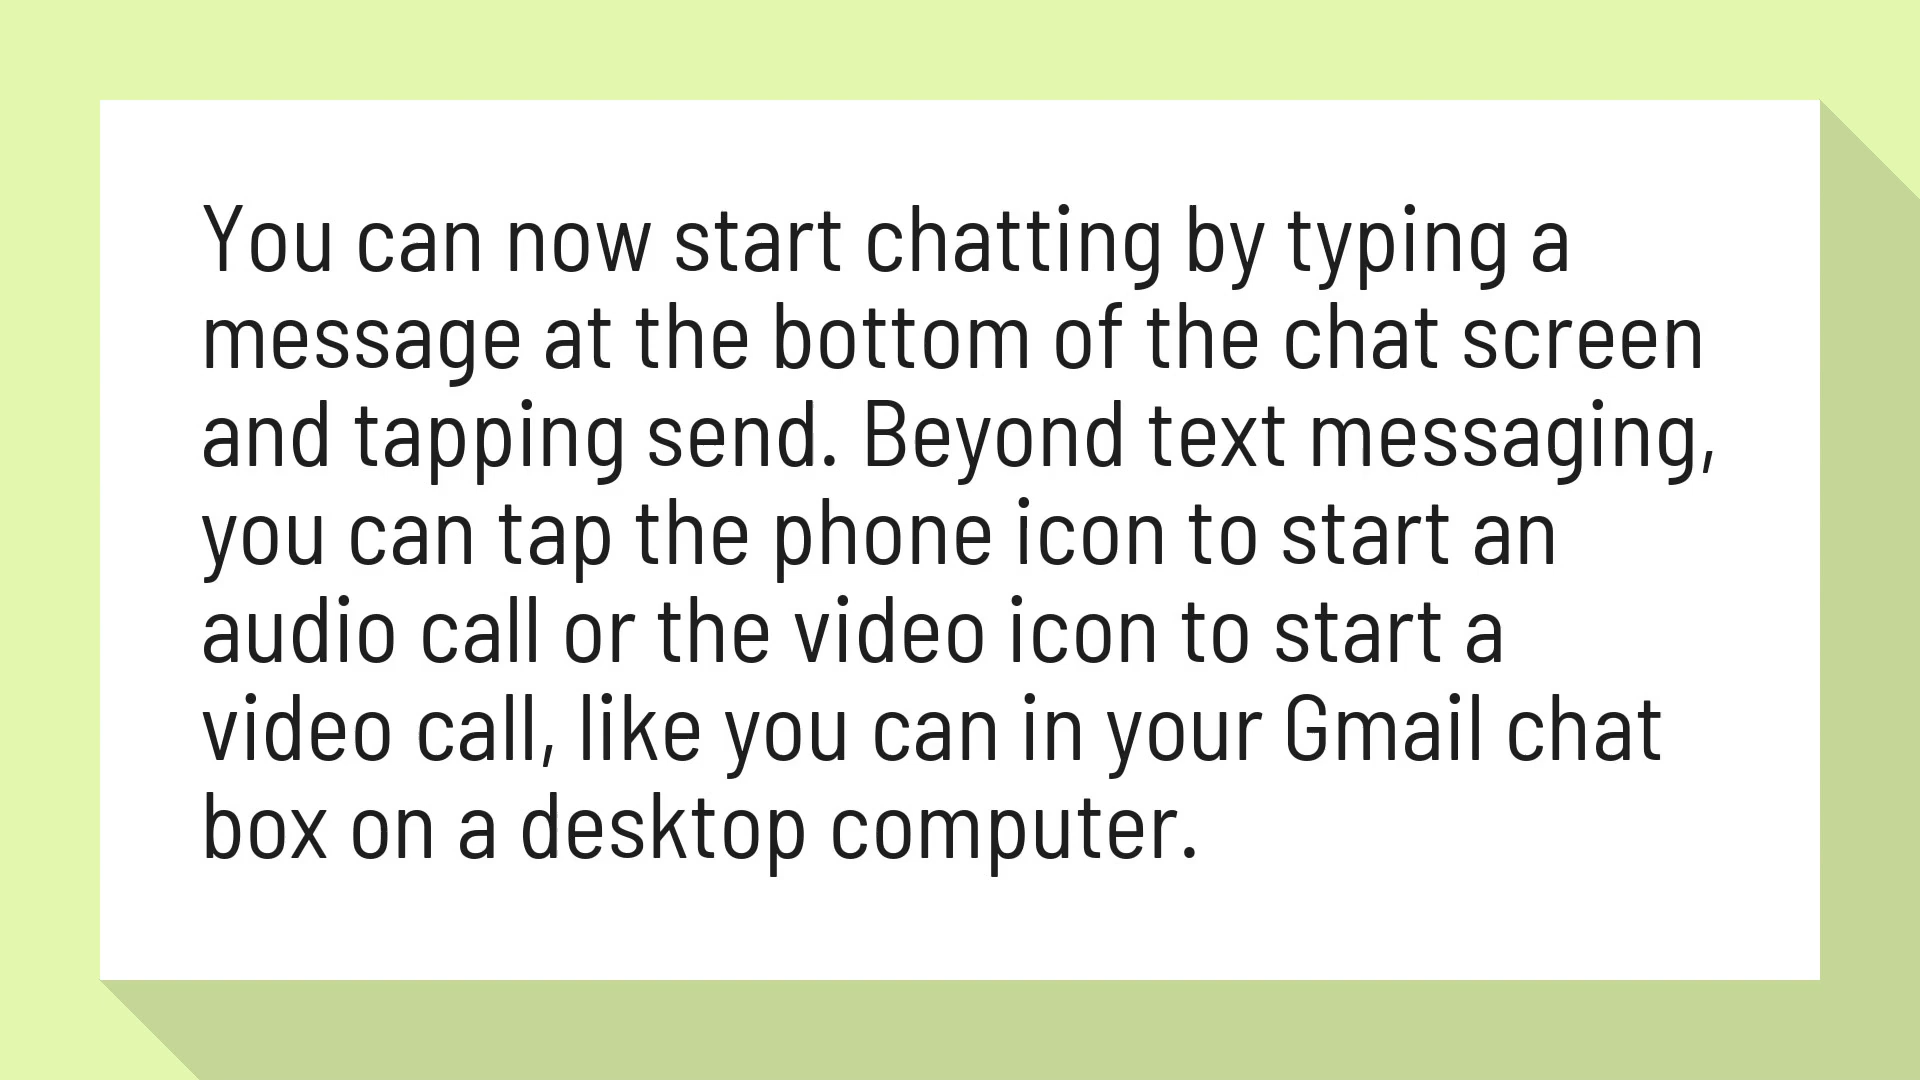 You can now start chatting by typing a
message at the bottom of the chat screen
and tapping send. Beyond text messaging,
you can tap the phone icon to start an
audio call or the video icon to start a
video call, like you can in your Gmail chat
box on a desktop computer.